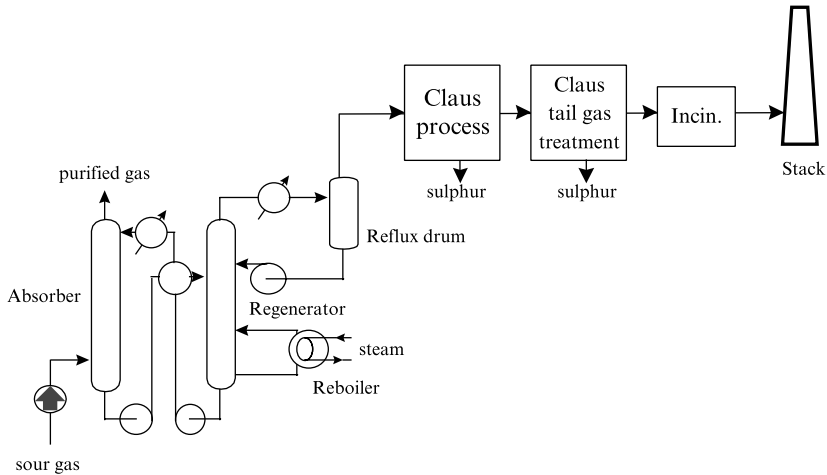 Claus
process
Claus
tail gas
treatment
Incin.
Stack
sulphur
sulphur
purified gas
Reflux drum
Absorber
Regenerator
steam
Reboiler
sour gas